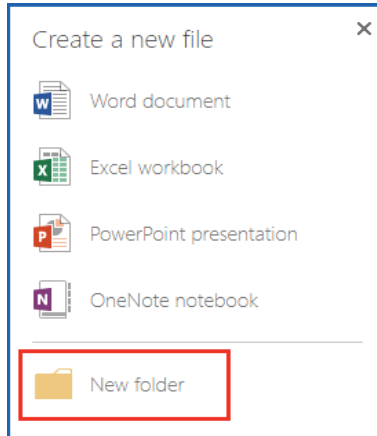 Create a new file
Word document
Excel workbook
PowerPoint presentation
OneNote notebook
New folder